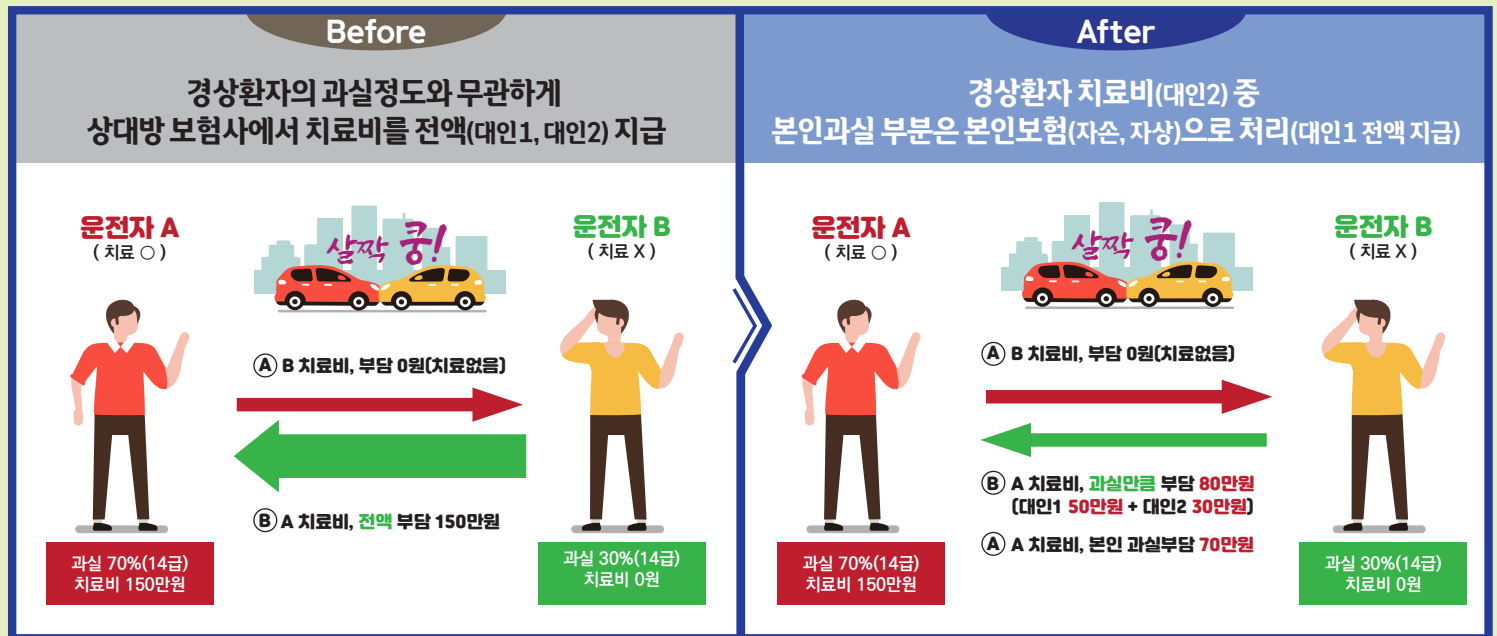 Before
경상환자의 과실정도와 무관하게
상대방 보험사에서 치료비를 전액(대인1, 대인2) 지급
운전자 A
( 치료 ○ )
살짝 쿵!
운전자 B
( 치료 X )
Ⓐ B 치료비, 부담 0원(치료없음)
Ⓑ A 치료비, 전액 부담 150만원
과실 70%(14급)
치료비 150만원
과실 30%(14급)
치료비 0원
After
경상환자 치료비(대인2) 중
본인과실 부분은 본인보험(자손, 자상)으로 처리(대인1 전액 지급)
운전자 A
( 치료 ○ )
살짝 쿵!
운전자 B
( 치료 X )
Ⓐ B 치료비, 부담 0원(치료없음)
Ⓑ A 치료비, 과실만큼 부담 80만원
(대인1 50만원 + 대인2 30만원)
Ⓐ A 치료비, 본인 과실부담 70만원
과실 70%(14급)
치료비 150만원
과실 30%(14급)
치료비 0원